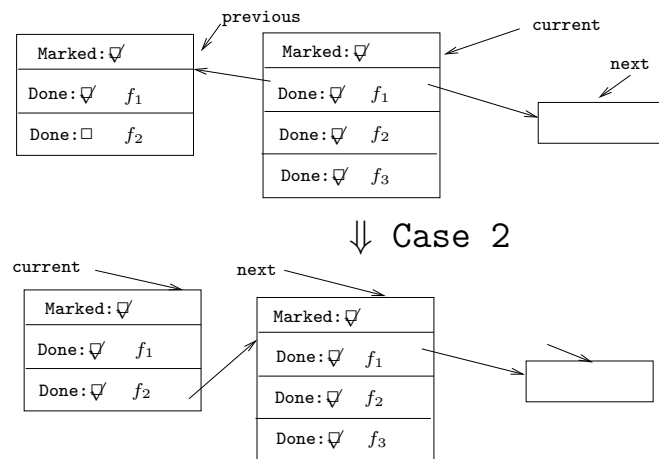 previous
current
Marked:☑
Marked:☑
next
Done:☑ f₁
Done:☑ f₁
Done:☐ f₂
Done:☑ f₂
Done:☑ f₃
⇓ Case 2
current
next
Marked:☑
Marked:☑
Done:☑ f₁
Done:☑ f₁
Done:☑ f₂
Done:☑ f₂
Done:☑ f₃